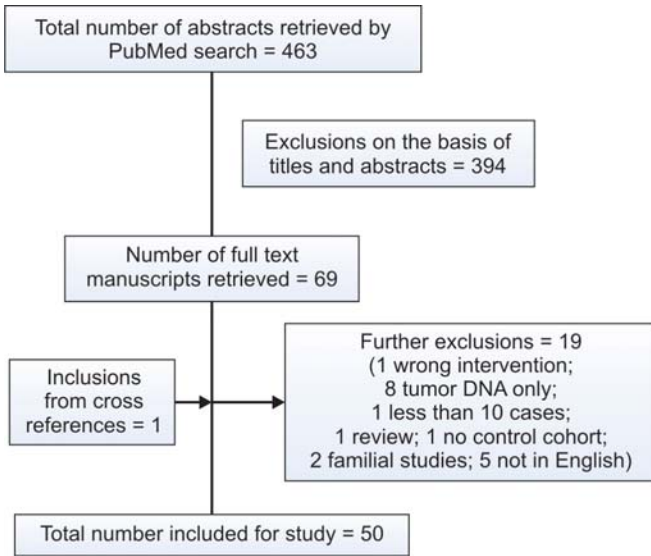 Total number of abstracts retrieved by
PubMed search = 463
Exclusions on the basis of
titles and abstracts = 394
Number of full text
manuscripts retrieved = 69
Inclusions
from cross
references = 1
Further exclusions = 19
(1 wrong intervention;
8 tumor DNA only;
1 less than 10 cases;
1 review; 1 no control cohort;
2 familial studies; 5 not in English)
Total number included for study = 50